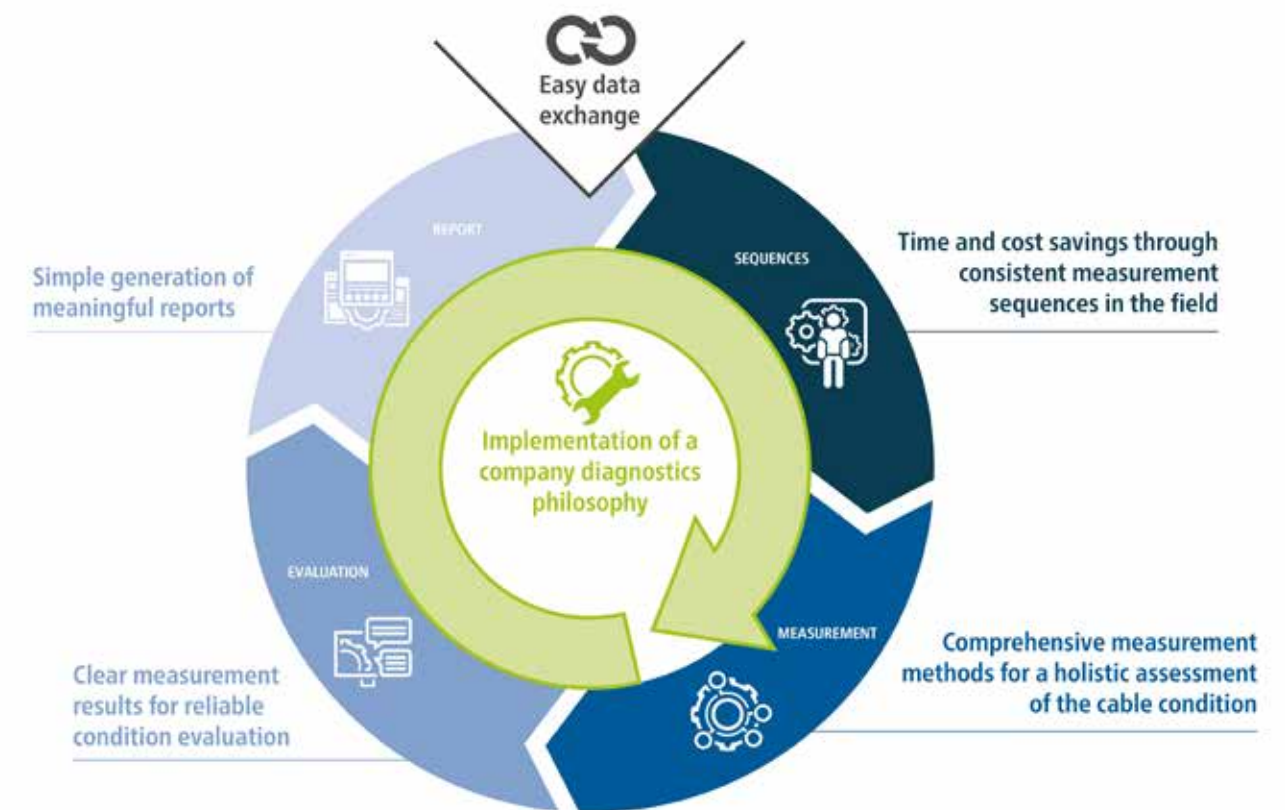 Easy data
exchange
REPORT
SEQUENCES
Time and cost savings through
consistent measurement
sequences in the field
Simple generation of
meaningful reports
Implementation of a
company diagnostics
philosophy
EVALUATION
MEASUREMENT
Comprehensive measurement
methods for a holistic assessment
of the cable condition
Clear measurement
results for reliable
condition evaluation